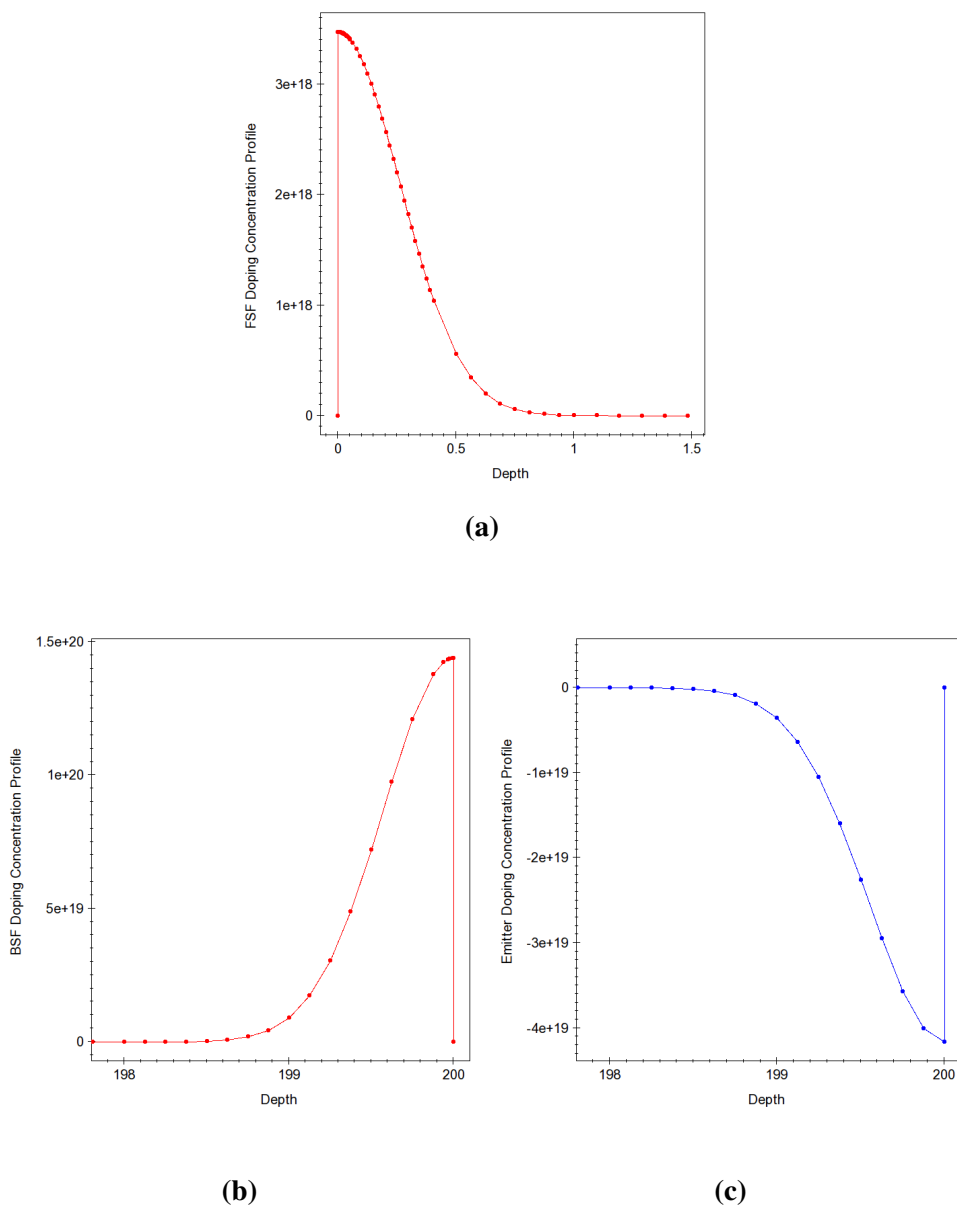 FSF Doping Concentration Profile
3e+18
2e+18
1e+18
0
0 0.5 1 1.5
Depth
(a)
BSF Doping Concentration Profile
1.5e+20
1e+20
5e+19
0
198 199 200
Depth
(b)
Emitter Doping Concentration Profile
0
-1e+19
-2e+19
-3e+19
-4e+19
198 199 200
Depth
(c)